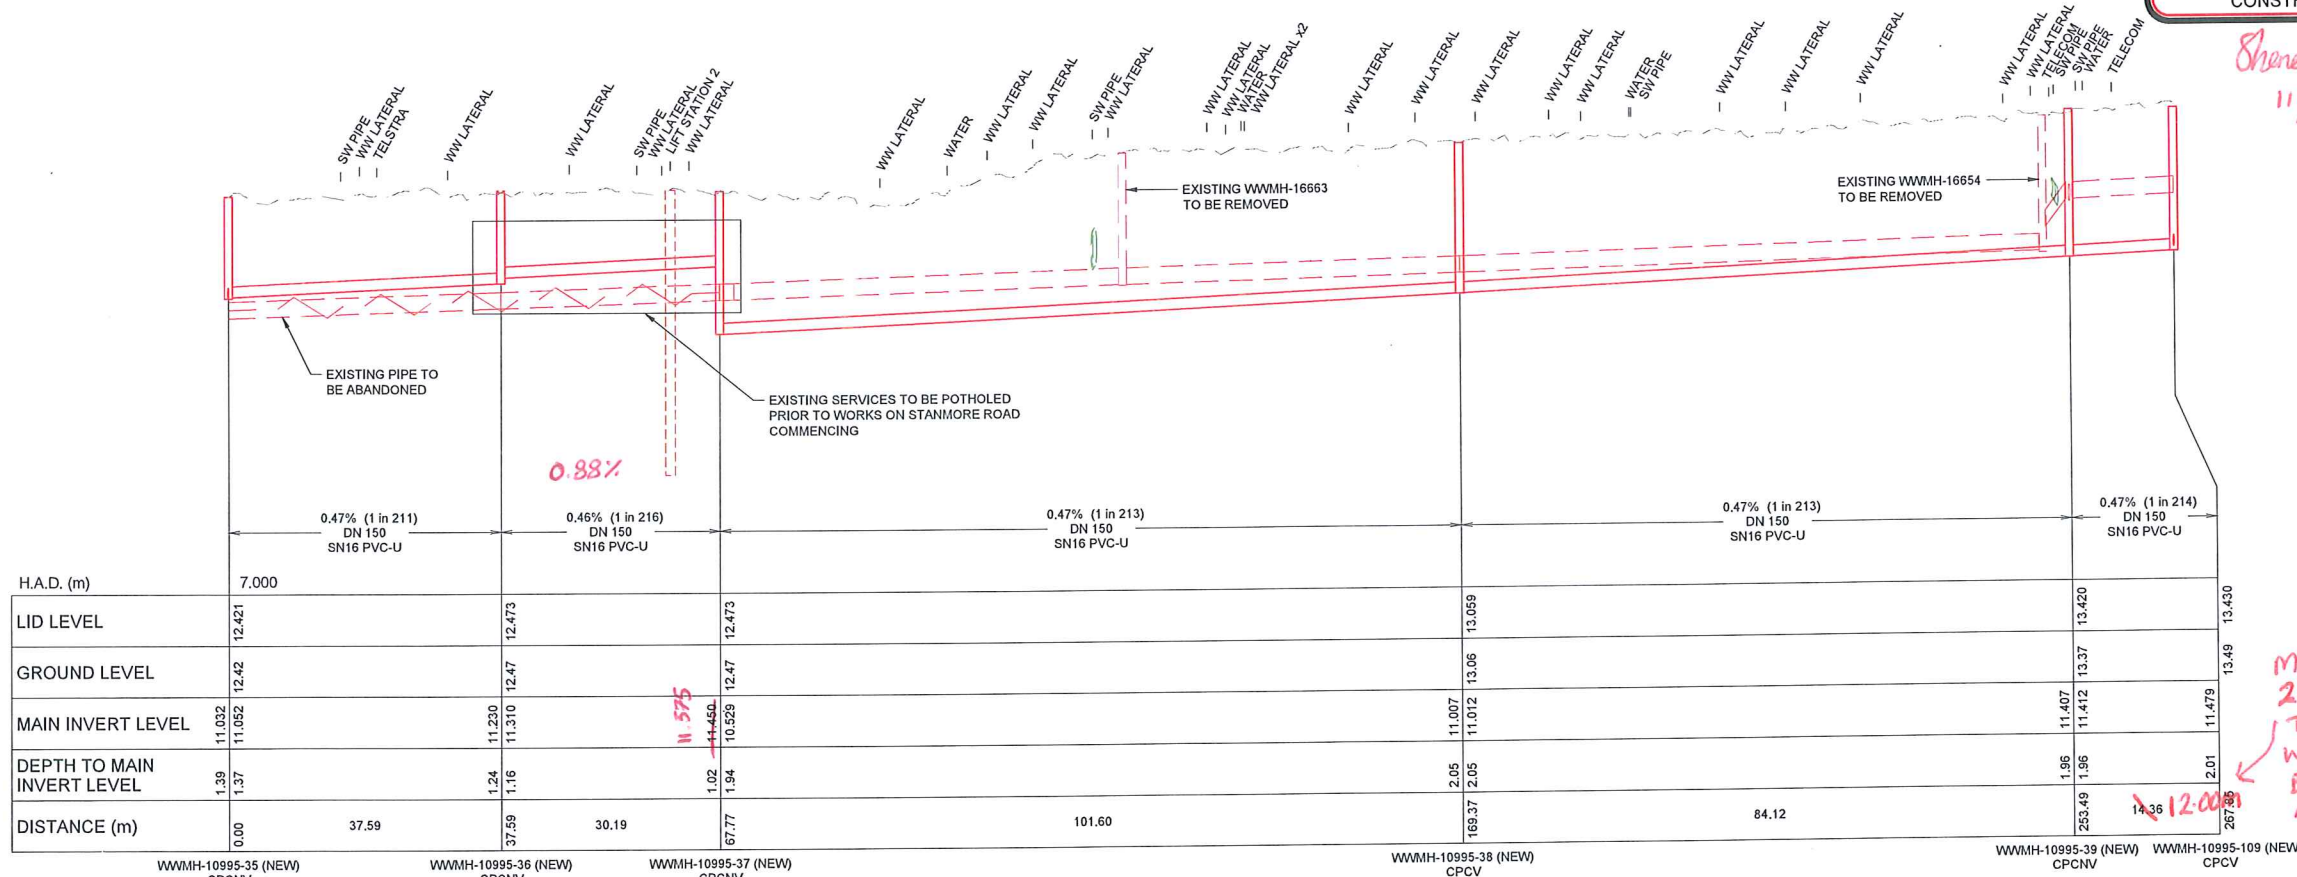 CONSTR
SW PIPE
WW LATERAL
TELSTRA
WW LATERAL
WW LATERAL
SW PIPE
WW LATERAL
LIFT STATION 2
WW LATERAL
WW LATERAL
WATER
WW LATERAL
WW LATERAL
SW PIPE
WW LATERAL
WW LATERAL
WW LATERAL
WATER
WW LATERAL x2
WW LATERAL
WW LATERAL
WW LATERAL
WW LATERAL
WW LATERAL
WATER
SW PIPE
WW LATERAL
WW LATERAL
WW LATERAL
WW LATERAL
WW LATERAL
TELECOM
SW PIPE
SW PIPE
WATER
TELECOM
11
EXISTING WWMH-16663
TO BE REMOVED
EXISTING WWMH-16654
TO BE REMOVED
EXISTING PIPE TO
BE ABANDONED
EXISTING SERVICES TO BE POTHOLED
PRIOR TO WORKS ON STANMORE ROAD
COMMENCING
0.88%
0.47% (1 in 211)
DN 150
SN16 PVC-U
0.46% (1 in 216)
DN 150
SN16 PVC-U
0.47% (1 in 213)
DN 150
SN16 PVC-U
0.47% (1 in 213)
DN 150
SN16 PVC-U
0.47% (1 in 214)
DN 150
SN16 PVC-U
H.A.D. (m) 7.000
LID LEVEL 12.421 12.473 12.473 13.059 13.420 13.430
GROUND LEVEL 12.42 12.47 12.47 13.06 13.37 13.49
MAIN INVERT LEVEL 11.032 11.052 11.230 11.310 11.575 11.450 10.529 11.007 11.012 11.407 11.412 11.479
DEPTH TO MAIN
INVERT LEVEL 1.39 1.37 1.24 1.16 1.02 1.94 2.05 2.05 1.96 1.96 2.01
DISTANCE (m) 0.00 37.59 37.59 30.19 67.77 101.60 169.37 84.12 253.49 14.36 12.00m
WWMH-10995-35 (NEW)
WWMH-10995-36 (NEW)
WWMH-10995-37 (NEW)
WWMH-10995-38 (NEW)
CPCV
WWMH-10995-39 (NEW)
CPCNV
WWMH-10995-109 (NEW
CPCV